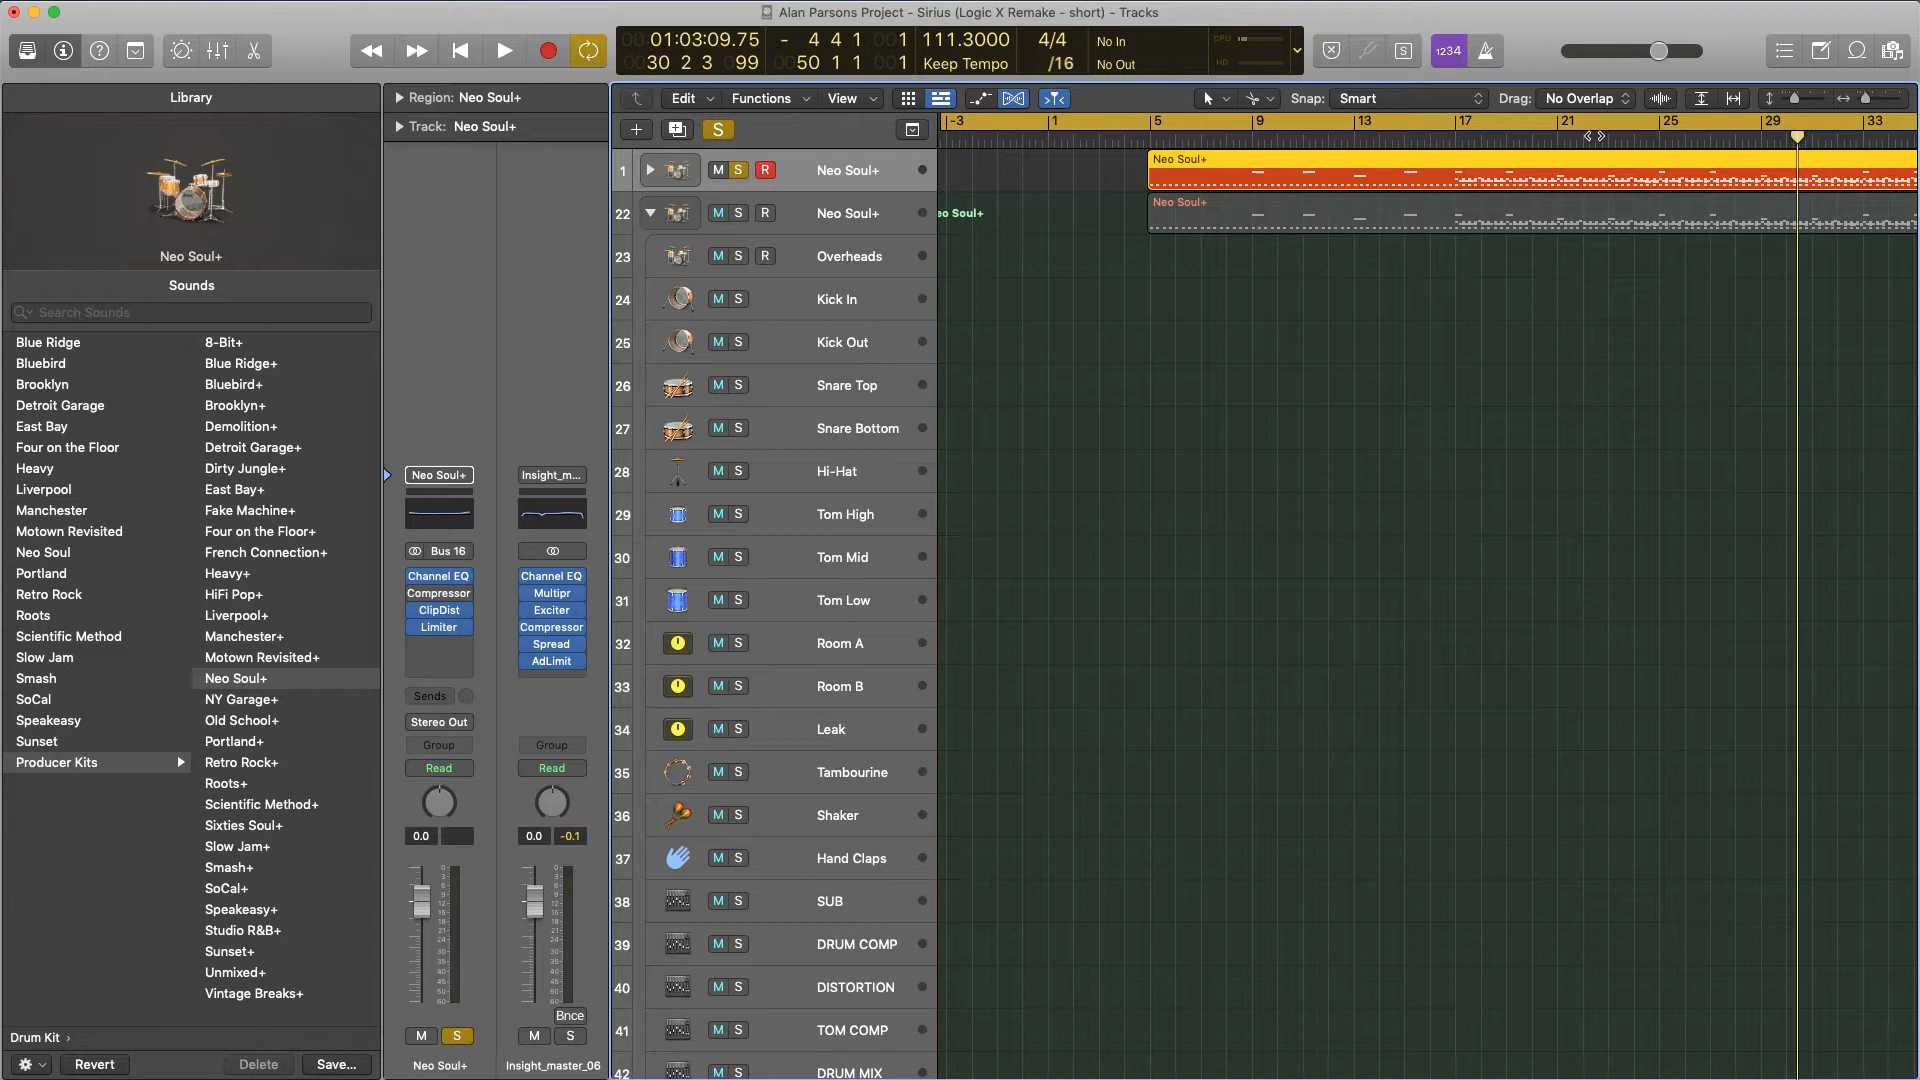 Alan Parsons Project - Sirius (Logic X Remake - short) - Tracks
01:03:09.75 - 4 4 1 001 111.3000 4/4 No In CPU
30 2 3 099 50 1 1 001 Keep Tempo /16 No Out HD
S 1234
Library
Neo Soul+
Sounds
Search Sounds
Blue Ridge
Bluebird
Brooklyn
Detroit Garage
East Bay
Four on the Floor
Heavy
Liverpool
Manchester
Motown Revisited
Neo Soul
Portland
Retro Rock
Roots
Scientific Method
Slow Jam
Smash
SoCal
Speakeasy
Sunset
Producer Kits
8-Bit+
Blue Ridge+
Bluebird+
Brooklyn+
Demolition+
Detroit Garage+
Dirty Jungle+
East Bay+
Fake Machine+
Four on the Floor+
French Connection+
Heavy+
HiFi Pop+
Liverpool+
Manchester+
Motown Revisited+
Neo Soul+
NY Garage+
Old School+
Portland+
Retro Rock+
Roots+
Scientific Method+
Sixties Soul+
Slow Jam+
Smash+
SoCal+
Speakeasy+
Studio R&B+
Sunset+
Unmixed+
Vintage Breaks+
Drum Kit
Revert Delete Save...
Region: Neo Soul+
Track: Neo Soul+
Neo Soul+
Bus 16
Channel EQ
Compressor
ClipDist
Limiter
Sends
Stereo Out
Group
Read
0.0
M S
Neo Soul+
Insight_m...
Channel EQ
Multipr
Exciter
Compressor
Spread
AdLimit
Group
Read
0.0 -0.1
Bnce
M S
Insight_master_06
Edit Functions View Snap: Smart Drag: No Overlap
S
-3 1 5 9 13 17 21 25 29 33
1 M S R Neo Soul+
22 M S R Neo Soul+
23 M S R Overheads
24 M S Kick In
25 M S Kick Out
26 M S Snare Top
27 M S Snare Bottom
28 M S Hi-Hat
29 M S Tom High
30 M S Tom Mid
31 M S Tom Low
32 M S Room A
33 M S Room B
34 M S Leak
35 M S Tambourine
36 M S Shaker
37 M S Hand Claps
38 M S SUB
39 M S DRUM COMP
40 M S DISTORTION
41 M S TOM COMP
42 M S DRUM MIX
Neo Soul+
eo Soul+ Neo Soul+